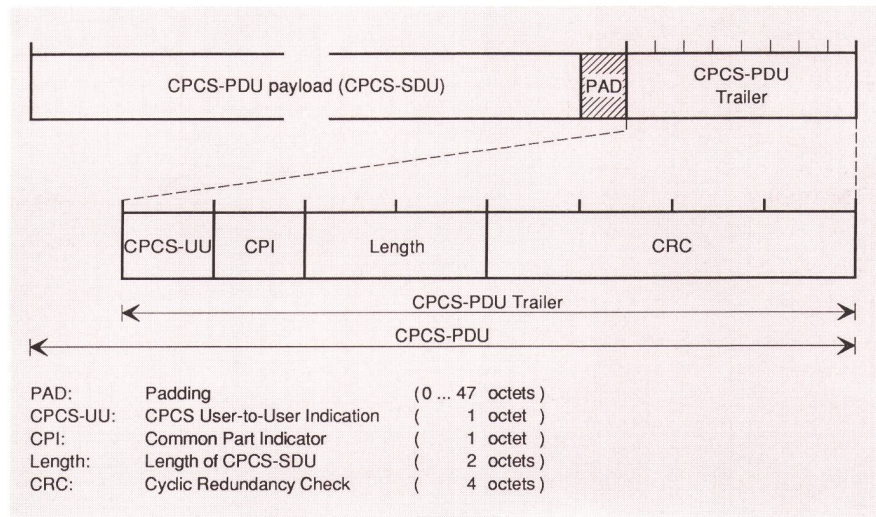 CPCS-PDU payload (CPCS-SDU)
PAD
CPCS-PDU
Trailer
CPCS-UU
CPI
Length
CRC
CPCS-PDU Trailer
CPCS-PDU
PAD: Padding (0 ... 47 octets)
CPCS-UU: CPCS User-to-User Indication ( 1 octet )
CPI: Common Part Indicator ( 1 octet )
Length: Length of CPCS-SDU ( 2 octets )
CRC: Cyclic Redundancy Check ( 4 octets )